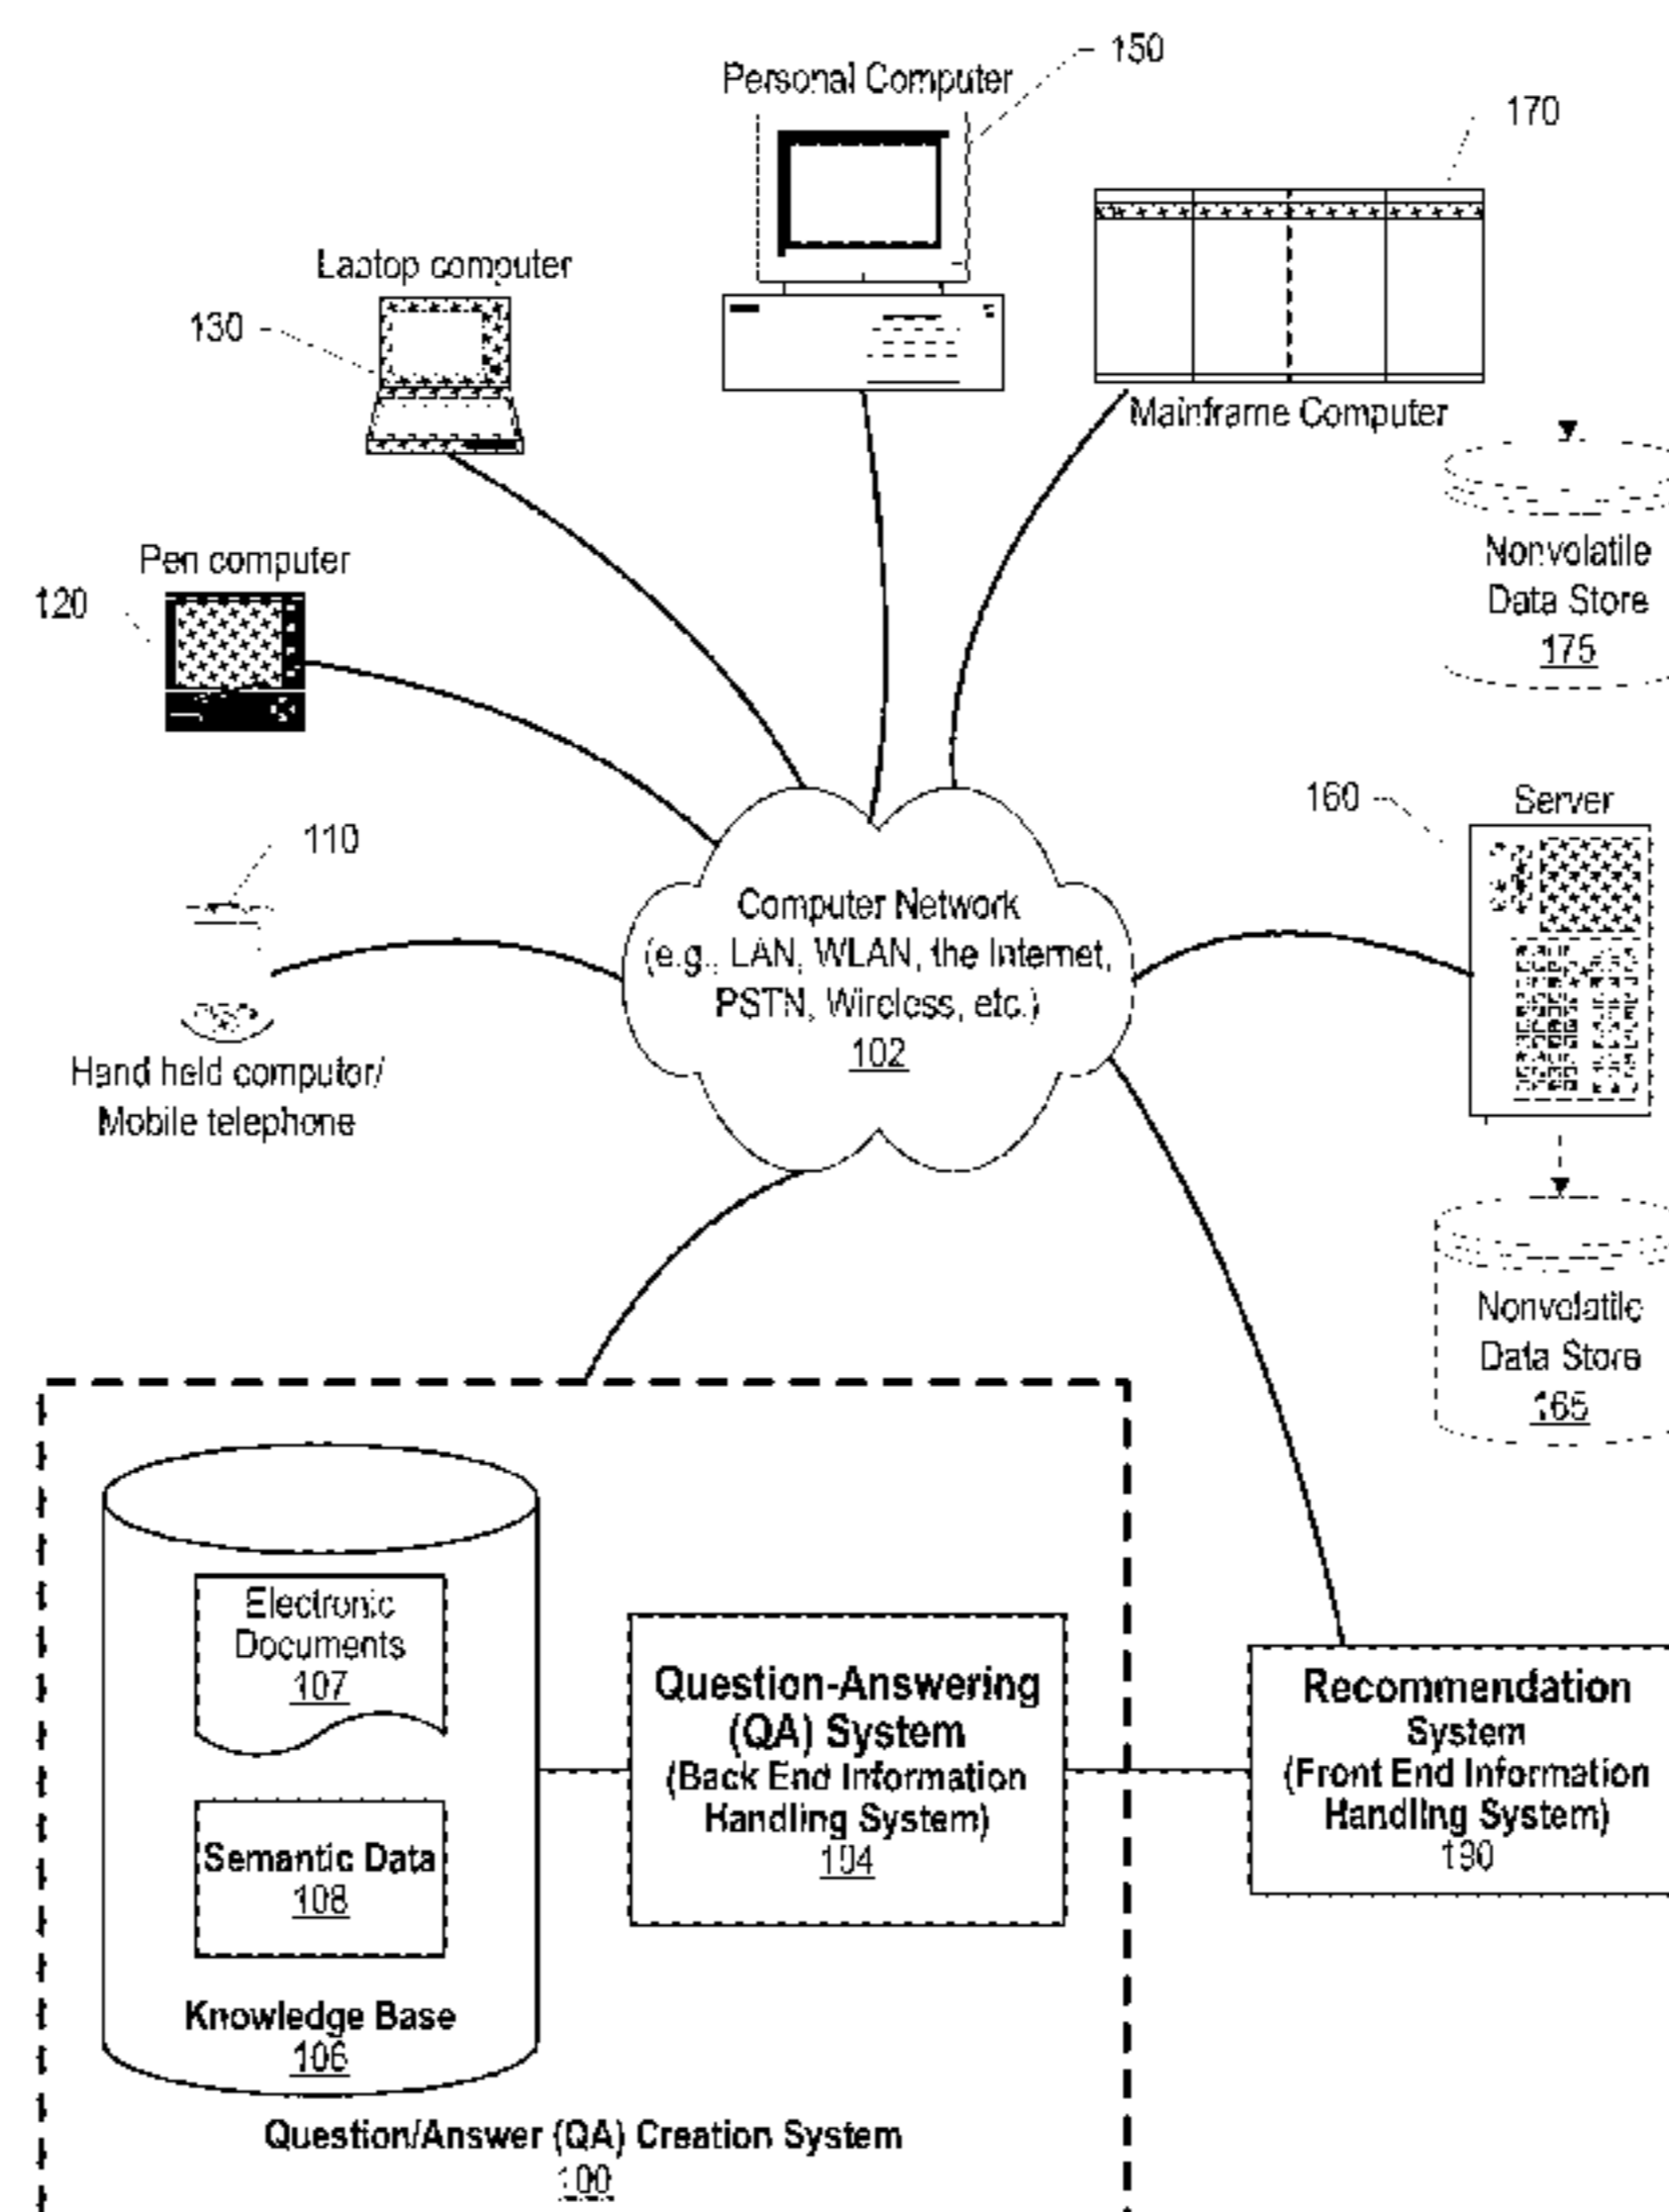 150
Personal Computer
170
Laptop computer
130
Mainframe Computer
Nonvolatile
Data Store
175
Pen computer
120
160
Server
110
Computer Network
(e.g., LAN, WLAN, the Internet,
PSTN, Wireless, etc.)
102
Hand held computer/
Mobile telephone
Nonvolatile
Data Store
165
Electronic
Documents
107
Semantic Data
108
Knowledge Base
106
Question-Answering
(QA) System
(Back End Information
Handling System)
104
Recommendation
System
(Front End Information
Handling System)
190
Question/Answer (QA) Creation System
100